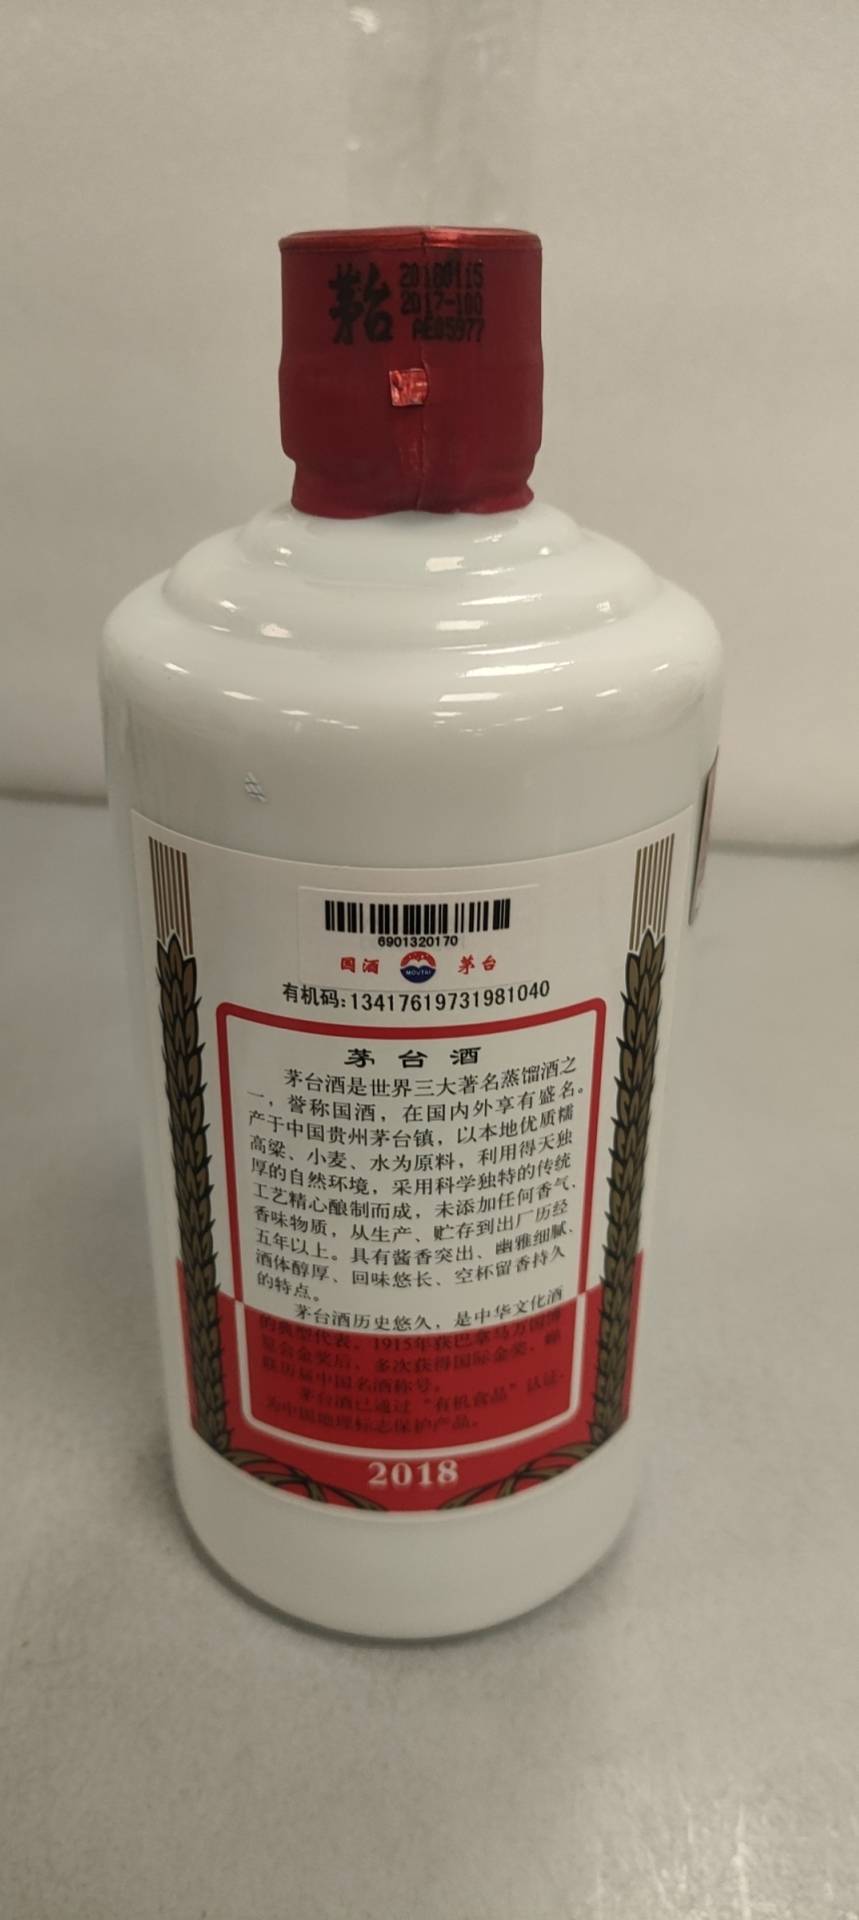 茅台
20180115
2017-100
AE05977
6901320170
国酒 MOUTAI 茅台
有机码:13417619731981040
茅台酒
茅台酒是世界三大著名蒸馏酒之
一，誉称国酒，在国内外享有盛名。
产于中国贵州茅台镇，以本地优质糯
高粱、小麦、水为原料，利用得天独
厚的自然环境，采用科学独特的传统
工艺精心酿制而成，未添加任何香气、
香味物质，从生产、贮存到出厂历经
五年以上。具有酱香突出、幽雅细腻、
酒体醇厚、回味悠长、空杯留香持久
的特点。
茅台酒历史悠久，是中华文化酒
的典型代表。1915年获巴拿马万国博
览会金奖后，多次获得国际金奖，蝉
联历届中国名酒称号。
茅台酒已通过“有机食品”认证，
为中国地理标志保护产品。
2018